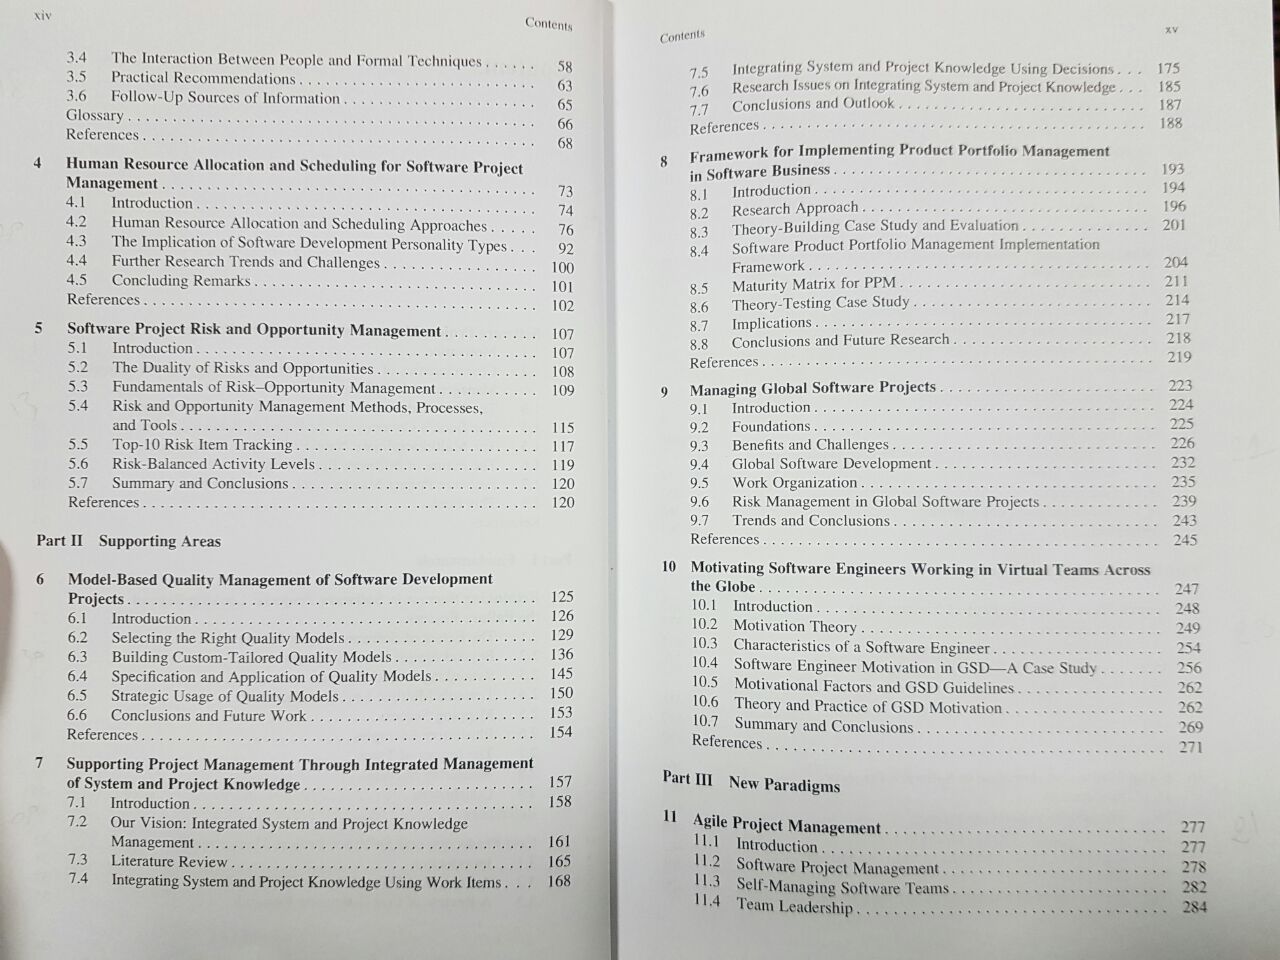 xiv
Contents
3.4 The Interaction Between People and Formal Techniques . . . . . . 58
3.5 Practical Recommendations . . . . . . . . . . . . . . . . . . . . 63
3.6 Follow-Up Sources of Information . . . . . . . . . . . . . . . . 65
Glossary . . . . . . . . . . . . . . . . . . . . 66
References . . . . . . . . . . . . . . . . . . . . 68
4 Human Resource Allocation and Scheduling for Software Project
Management . . . . . . . . . . . . . . . . . . . . 73
4.1 Introduction . . . . . . . . . . . . . . . . . . . . 74
4.2 Human Resource Allocation and Scheduling Approaches . . . . . 76
4.3 The Implication of Software Development Personality Types . . . 92
4.4 Further Research Trends and Challenges . . . . . . . . . . . . 100
4.5 Concluding Remarks . . . . . . . . . . . . . . . . . . . . 101
References . . . . . . . . . . . . . . . . . . . . 102
5 Software Project Risk and Opportunity Management . . . . . . . . 107
5.1 Introduction . . . . . . . . . . . . . . . . . . . . 107
5.2 The Duality of Risks and Opportunities . . . . . . . . . . . . 108
5.3 Fundamentals of Risk–Opportunity Management . . . . . . . . 109
5.4 Risk and Opportunity Management Methods, Processes,
and Tools . . . . . . . . . . . . . . . . . . . . 115
5.5 Top-10 Risk Item Tracking . . . . . . . . . . . . . . . . . . . . 117
5.6 Risk-Balanced Activity Levels . . . . . . . . . . . . . . . . . . 119
5.7 Summary and Conclusions . . . . . . . . . . . . . . . . . . . . 120
References . . . . . . . . . . . . . . . . . . . . 120
Part II Supporting Areas
6 Model-Based Quality Management of Software Development
Projects . . . . . . . . . . . . . . . . . . . . 125
6.1 Introduction . . . . . . . . . . . . . . . . . . . . 126
6.2 Selecting the Right Quality Models . . . . . . . . . . . . . . . 129
6.3 Building Custom-Tailored Quality Models . . . . . . . . . . . . 136
6.4 Specification and Application of Quality Models . . . . . . . . 145
6.5 Strategic Usage of Quality Models . . . . . . . . . . . . . . . 150
6.6 Conclusions and Future Work . . . . . . . . . . . . . . . . . . 153
References . . . . . . . . . . . . . . . . . . . . 154
7 Supporting Project Management Through Integrated Management
of System and Project Knowledge . . . . . . . . . . . . . . . . . . 157
7.1 Introduction . . . . . . . . . . . . . . . . . . . . 158
7.2 Our Vision: Integrated System and Project Knowledge
Management . . . . . . . . . . . . . . . . . . . . 161
7.3 Literature Review . . . . . . . . . . . . . . . . . . . . 165
7.4 Integrating System and Project Knowledge Using Work Items . . . 168
Contents
xv
7.5 Integrating System and Project Knowledge Using Decisions . . . 175
7.6 Research Issues on Integrating System and Project Knowledge . . . 185
7.7 Conclusions and Outlook . . . . . . . . . . . . . . . . . . . . 187
References . . . . . . . . . . . . . . . . . . . . 188
8 Framework for Implementing Product Portfolio Management
in Software Business . . . . . . . . . . . . . . . . . . . . 193
8.1 Introduction . . . . . . . . . . . . . . . . . . . . 194
8.2 Research Approach . . . . . . . . . . . . . . . . . . . . 196
8.3 Theory-Building Case Study and Evaluation . . . . . . . . . . 201
8.4 Software Product Portfolio Management Implementation
Framework . . . . . . . . . . . . . . . . . . . . 204
8.5 Maturity Matrix for PPM . . . . . . . . . . . . . . . . . . . . 211
8.6 Theory-Testing Case Study . . . . . . . . . . . . . . . . . . . 214
8.7 Implications . . . . . . . . . . . . . . . . . . . . 217
8.8 Conclusions and Future Research . . . . . . . . . . . . . . . . 218
References . . . . . . . . . . . . . . . . . . . . 219
9 Managing Global Software Projects . . . . . . . . . . . . . . . . 223
9.1 Introduction . . . . . . . . . . . . . . . . . . . . 224
9.2 Foundations . . . . . . . . . . . . . . . . . . . . 225
9.3 Benefits and Challenges . . . . . . . . . . . . . . . . . . . . 226
9.4 Global Software Development . . . . . . . . . . . . . . . . . . 232
9.5 Work Organization . . . . . . . . . . . . . . . . . . . . 235
9.6 Risk Management in Global Software Projects . . . . . . . . . 239
9.7 Trends and Conclusions . . . . . . . . . . . . . . . . . . . . 243
References . . . . . . . . . . . . . . . . . . . . 245
10 Motivating Software Engineers Working in Virtual Teams Across
the Globe . . . . . . . . . . . . . . . . . . . . 247
10.1 Introduction . . . . . . . . . . . . . . . . . . . . 248
10.2 Motivation Theory . . . . . . . . . . . . . . . . . . . . 249
10.3 Characteristics of a Software Engineer . . . . . . . . . . . . 254
10.4 Software Engineer Motivation in GSD—A Case Study . . . . . 256
10.5 Motivational Factors and GSD Guidelines . . . . . . . . . . . 262
10.6 Theory and Practice of GSD Motivation . . . . . . . . . . . . 262
10.7 Summary and Conclusions . . . . . . . . . . . . . . . . . . . 269
References . . . . . . . . . . . . . . . . . . . . 271
Part III New Paradigms
11 Agile Project Management . . . . . . . . . . . . . . . . . . . . 277
11.1 Introduction . . . . . . . . . . . . . . . . . . . . 277
11.2 Software Project Management . . . . . . . . . . . . . . . . . 278
11.3 Self-Managing Software Teams . . . . . . . . . . . . . . . . 282
11.4 Team Leadership . . . . . . . . . . . . . . . . . . . . 284